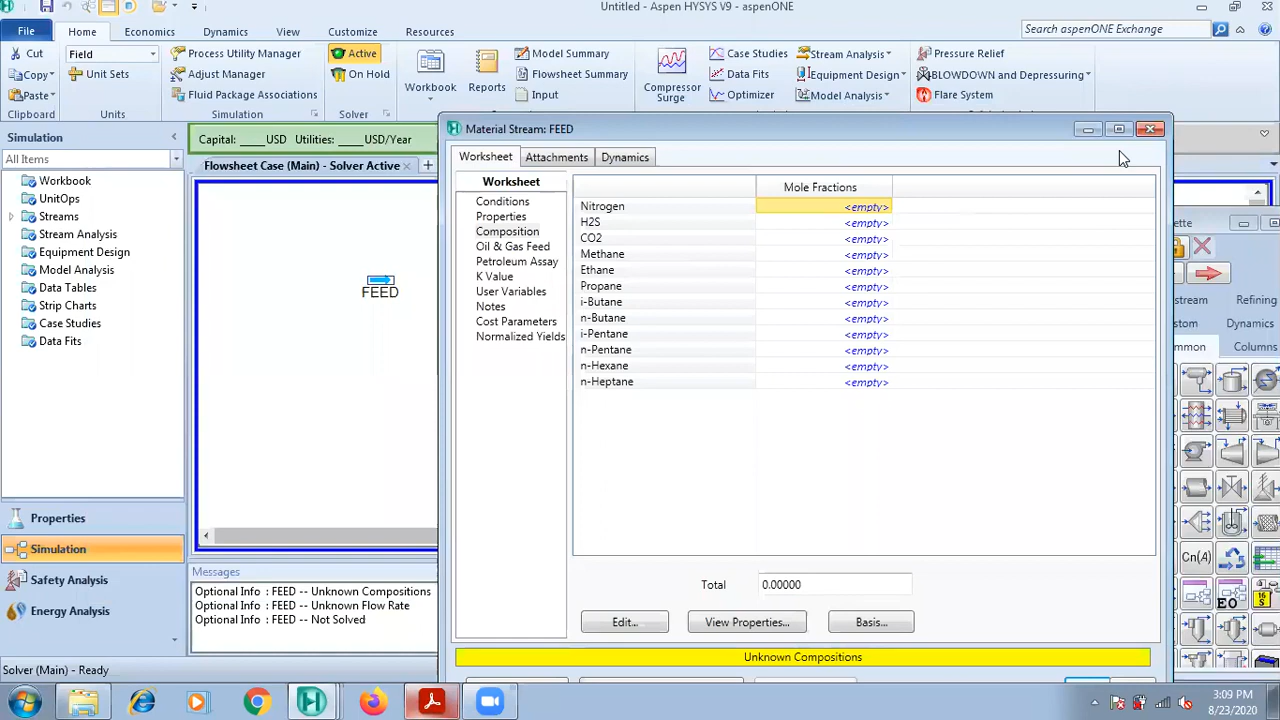 Untitled - Aspen HYSYS V9 - aspenONE
File Home Economics Dynamics View Customize Resources
Search aspenONE Exchange
Cut
Copy
Paste
Clipboard
Field
Unit Sets
Units
Process Utility Manager
Adjust Manager
Fluid Package Associations
Simulation
Active
On Hold
Solver
Workbook
Reports
Model Summary
Flowsheet Summary
Input
Compressor
Surge
Case Studies
Data Fits
Optimizer
Stream Analysis
Equipment Design
Model Analysis
Pressure Relief
BLOWDOWN and Depressuring
Flare System
Simulation
All Items
Workbook
UnitOps
Streams
Stream Analysis
Equipment Design
Model Analysis
Data Tables
Strip Charts
Case Studies
Data Fits
Properties
Simulation
Safety Analysis
Energy Analysis
Capital: ____USD Utilities: ____USD/Year
Flowsheet Case (Main) - Solver Active
FEED
Messages
Optional Info : FEED -- Unknown Compositions
Optional Info : FEED -- Unknown Flow Rate
Optional Info : FEED -- Not Solved
Material Stream: FEED
Worksheet Attachments Dynamics
Worksheet
Conditions
Properties
Composition
Oil & Gas Feed
Petroleum Assay
K Value
User Variables
Notes
Cost Parameters
Normalized Yields
Mole Fractions
Nitrogen <empty>
H2S <empty>
CO2 <empty>
Methane <empty>
Ethane <empty>
Propane <empty>
i-Butane <empty>
n-Butane <empty>
i-Pentane <empty>
n-Pentane <empty>
n-Hexane <empty>
n-Heptane <empty>
Total 0.00000
Edit... View Properties... Basis...
Unknown Compositions
ette
stream Refining
stom Dynamics
mmon Columns
Cn(A)
EO
16
S
Solver (Main) - Ready
3:09 PM
8/23/2020